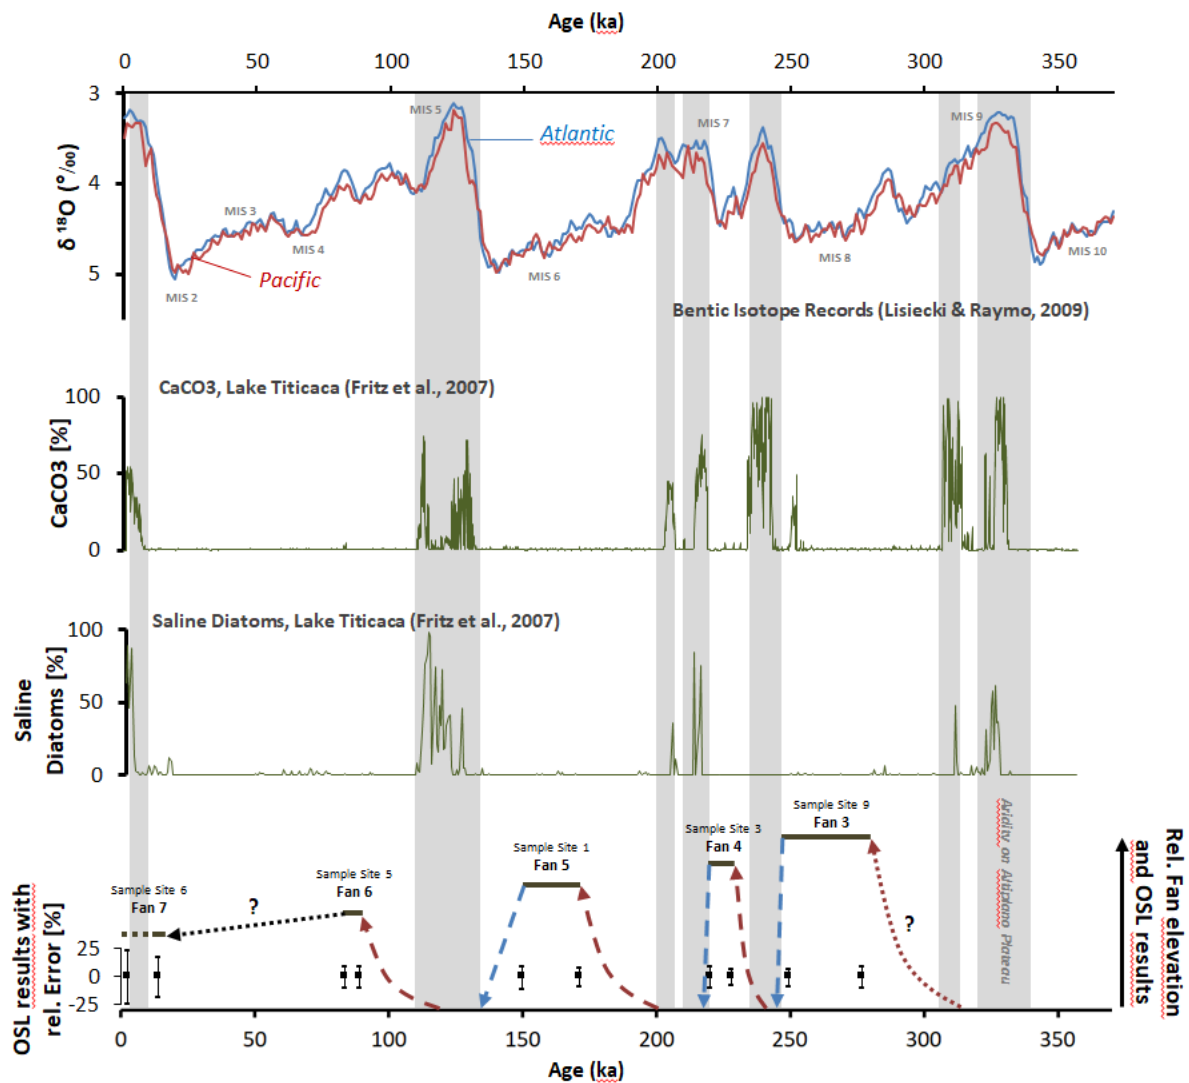 Age (ka)
0 50 100 150 200 250 300 350
3
4
5
δ ¹⁸O (°/₀₀)
MIS 5
Atlantic
MIS 7
MIS 9
MIS 3
MIS 4
MIS 2
Pacific
MIS 6
MIS 8
MIS 10
Bentic Isotope Records (Lisiecki & Raymo, 2009)
CaCO3, Lake Titicaca (Fritz et al., 2007)
100
50
0
CaCO3 [%]
Saline Diatoms, Lake Titicaca (Fritz et al., 2007)
100
50
0
Saline
Diatoms [%]
Sample Site 6
Fan 7
?
Sample Site 5
Fan 6
Sample Site 1
Fan 5
Sample Site 3
Fan 4
Sample Site 9
Fan 3
?
Aridity on Altiplano Plateau
25
0
-25
OSL results with
rel. Error [%]
Rel. Fan elevation
and OSL results
0 50 100 150 200 250 300 350
Age (ka)